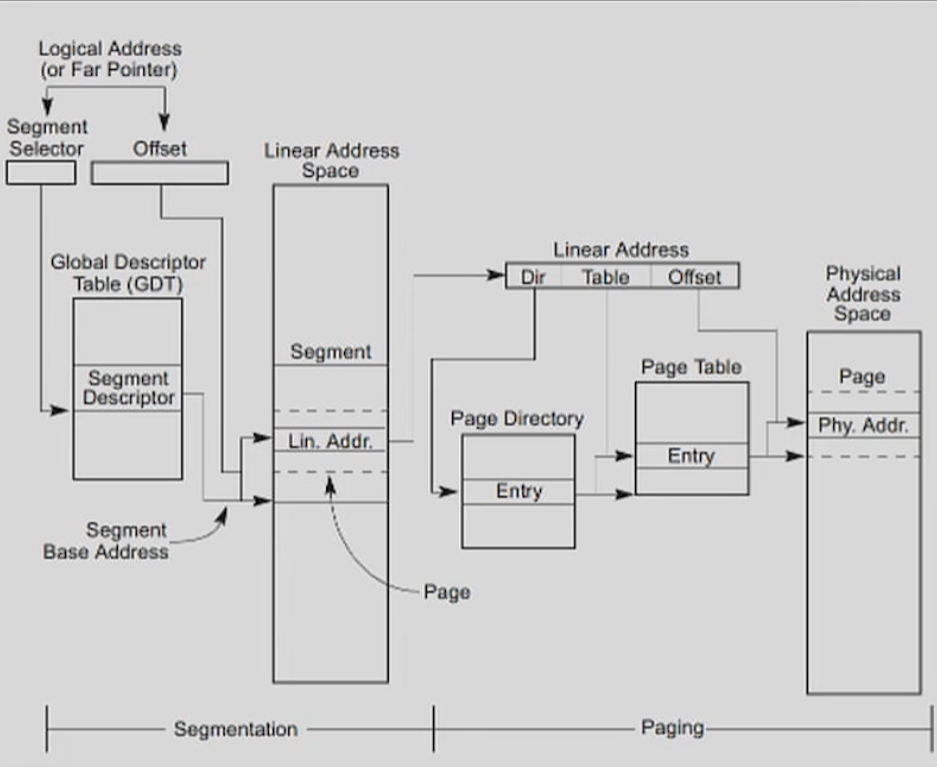 Logical Address
(or Far Pointer)
Segment
Selector
Offset
Linear Address
Space
Global Descriptor
Table (GDT)
Segment
Descriptor
Segment
Lin. Addr.
Segment
Base Address
Page
Linear Address
Dir
Table
Offset
Page Directory
Entry
Page Table
Entry
Physical
Address
Space
Page
Phy. Addr.
Segmentation
Paging